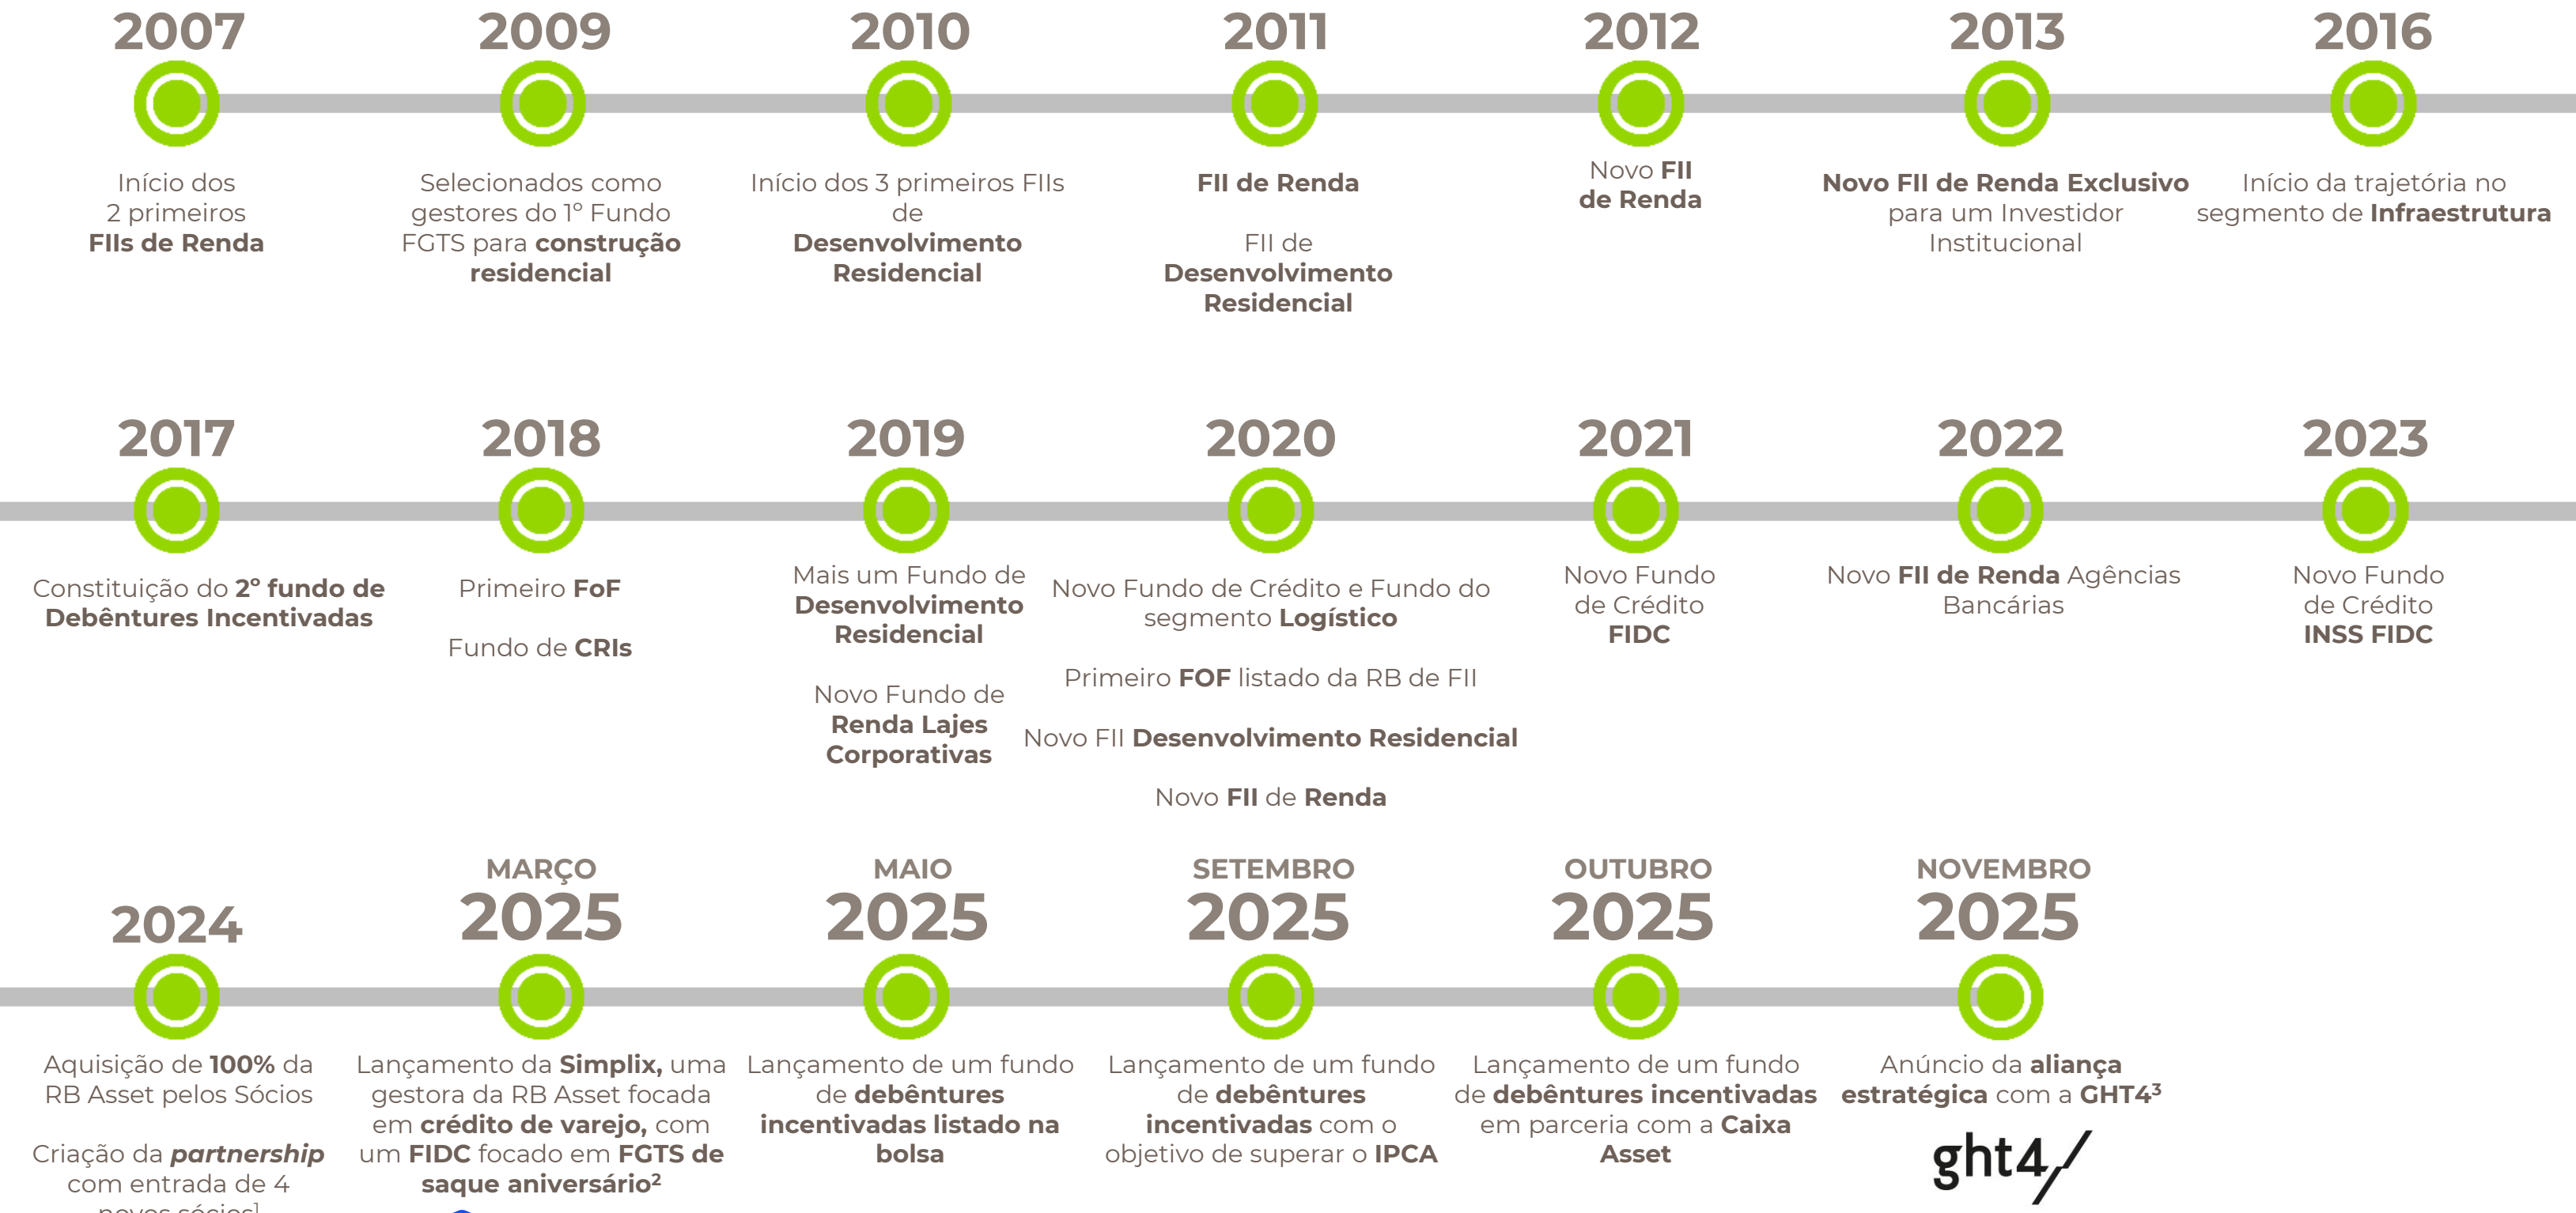 2007
Início dos
2 primeiros
FIIs de Renda
2009
Selecionados como
gestores do 1º Fundo
FGTS para construção
residencial
2010
Início dos 3 primeiros FIIs
de
Desenvolvimento
Residencial
2011
FII de Renda
FII de
Desenvolvimento
Residencial
2012
Novo FII
de Renda
2013
Novo FII de Renda Exclusivo
para um Investidor
Institucional
2016
Início da trajetória no
segmento de Infraestrutura
2017
Constituição do 2º fundo de
Debêntures Incentivadas
2018
Primeiro FoF
Fundo de CRIs
2019
Mais um Fundo de
Desenvolvimento
Residencial
Novo Fundo de
Renda Lajes
Corporativas
2020
Novo Fundo de Crédito e Fundo do
segmento Logístico
Primeiro FOF listado da RB de FII
Novo FII Desenvolvimento Residencial
Novo FII de Renda
2021
Novo Fundo
de Crédito
FIDC
2022
Novo FII de Renda Agências
Bancárias
2023
Novo Fundo
de Crédito
INSS FIDC
2024
Aquisição de 100% da
RB Asset pelos Sócios
Criação da partnership
com entrada de 4
novos sócios¹
MARÇO
2025
Lançamento da Simplix, uma
gestora da RB Asset focada
em crédito de varejo, com
um FIDC focado em FGTS de
saque aniversário²
MAIO
2025
Lançamento de um fundo
de debêntures
incentivadas listado na
bolsa
SETEMBRO
2025
Lançamento de um fundo
de debêntures
incentivadas com o
objetivo de superar o IPCA
OUTUBRO
2025
Lançamento de um fundo
de debêntures incentivadas
em parceria com a Caixa
Asset
NOVEMBRO
2025
Anúncio da aliança
estratégica com a GHT4³
ght4